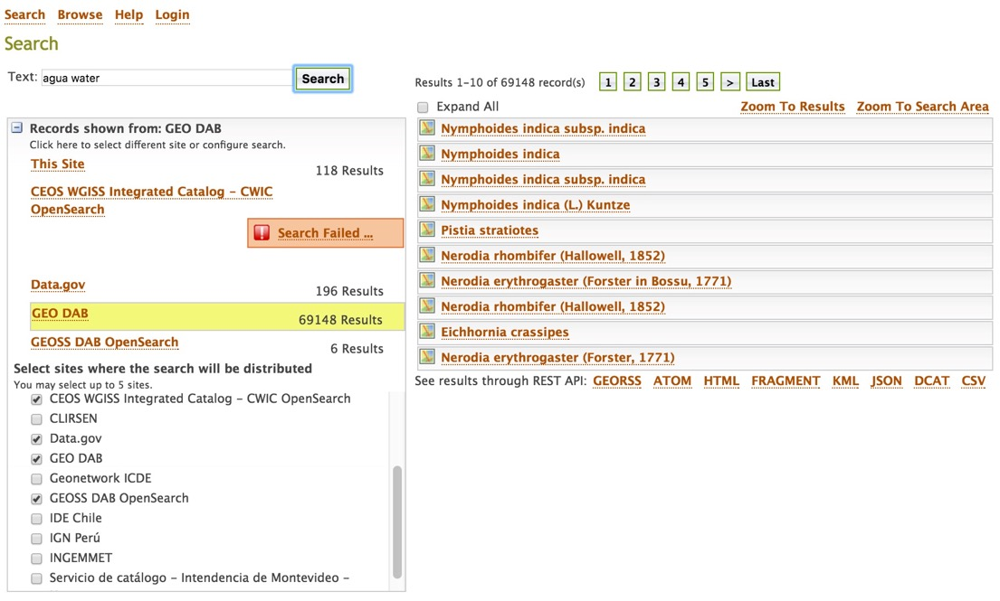 Search Browse Help Login
Search
Text: agua water Search
Records shown from: GEO DAB
Click here to select different site or configure search.
This Site 118 Results
CEOS WGISS Integrated Catalog – CWIC
OpenSearch
Search Failed ...
Data.gov 196 Results
GEO DAB 69148 Results
GEOSS DAB OpenSearch 6 Results
Select sites where the search will be distributed
You may select up to 5 sites.
CEOS WGISS Integrated Catalog – CWIC OpenSearch
CLIRSEN
Data.gov
GEO DAB
Geonetwork ICDE
GEOSS DAB OpenSearch
IDE Chile
IGN Perú
INGEMMET
Servicio de catálogo – Intendencia de Montevideo –
Results 1–10 of 69148 record(s) 1 2 3 4 5 > Last
Expand All Zoom To Results Zoom To Search Area
Nymphoides indica subsp. indica
Nymphoides indica
Nymphoides indica subsp. indica
Nymphoides indica (L.) Kuntze
Pistia stratiotes
Nerodia rhombifer (Hallowell, 1852)
Nerodia erythrogaster (Forster in Bossu, 1771)
Nerodia rhombifer (Hallowell, 1852)
Eichhornia crassipes
Nerodia erythrogaster (Forster, 1771)
See results through REST API: GEORSS ATOM HTML FRAGMENT KML JSON DCAT CSV